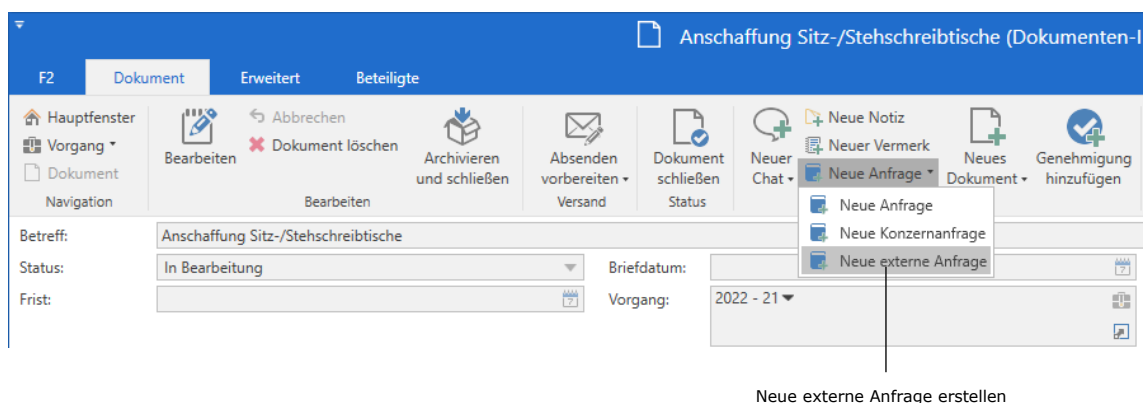 Anschaffung Sitz-/Stehschreibtische (Dokumenten-I
F2 Dokument Erweitert Beteiligte
Hauptfenster
Vorgang
Dokument
Navigation
Bearbeiten
Abbrechen
Dokument löschen
Archivieren
und schließen
Bearbeiten
Absenden
vorbereiten
Versand
Dokument
schließen
Status
Neuer
Chat
Neue Notiz
Neuer Vermerk
Neue Anfrage
Neues
Dokument
Genehmigung
hinzufügen
Neue Anfrage
Neue Konzernanfrage
Neue externe Anfrage
Betreff: Anschaffung Sitz-/Stehschreibtische
Status: In Bearbeitung Briefdatum:
Frist: Vorgang: 2022 - 21
Neue externe Anfrage erstellen